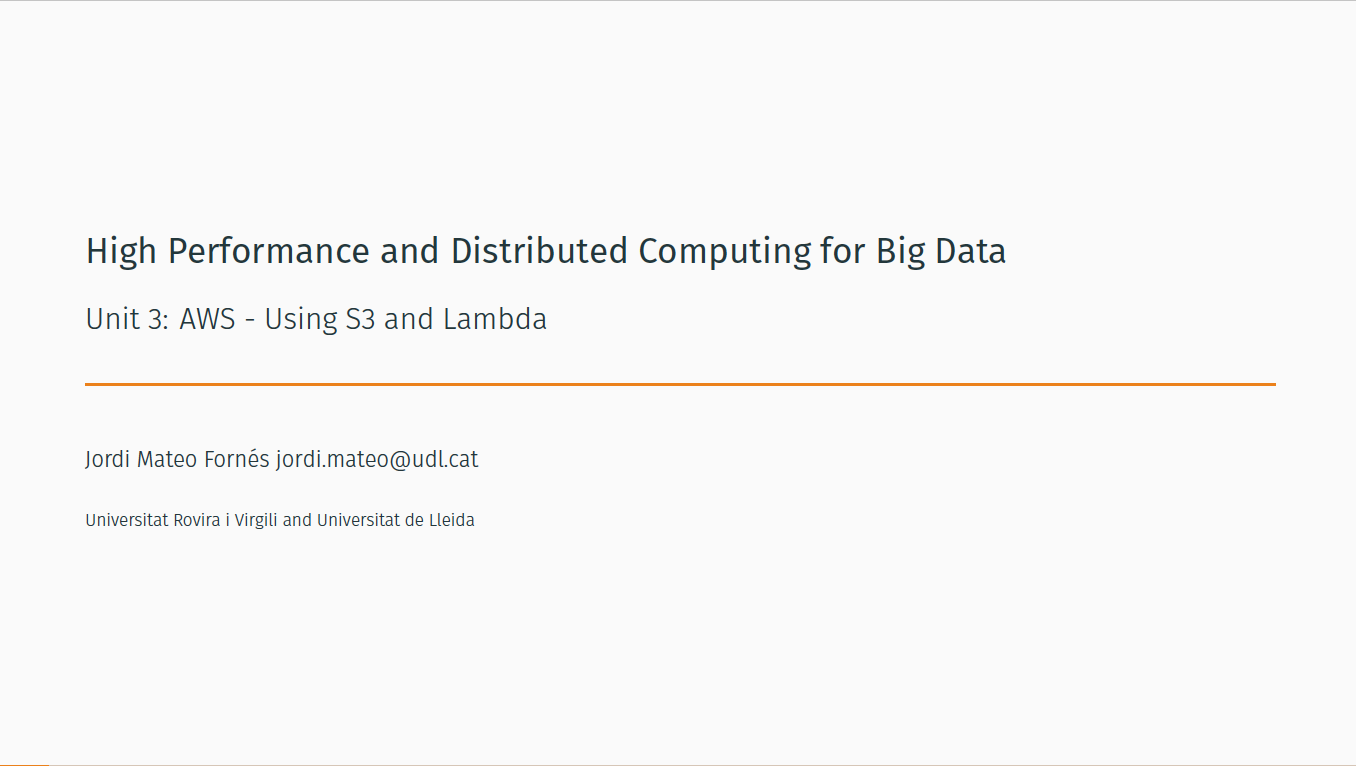 High Performance and Distributed Computing for Big Data
Unit 3: AWS - Using S3 and Lambda
Jordi Mateo Fornés jordi.mateo@udl.cat
Universitat Rovira i Virgili and Universitat de Lleida